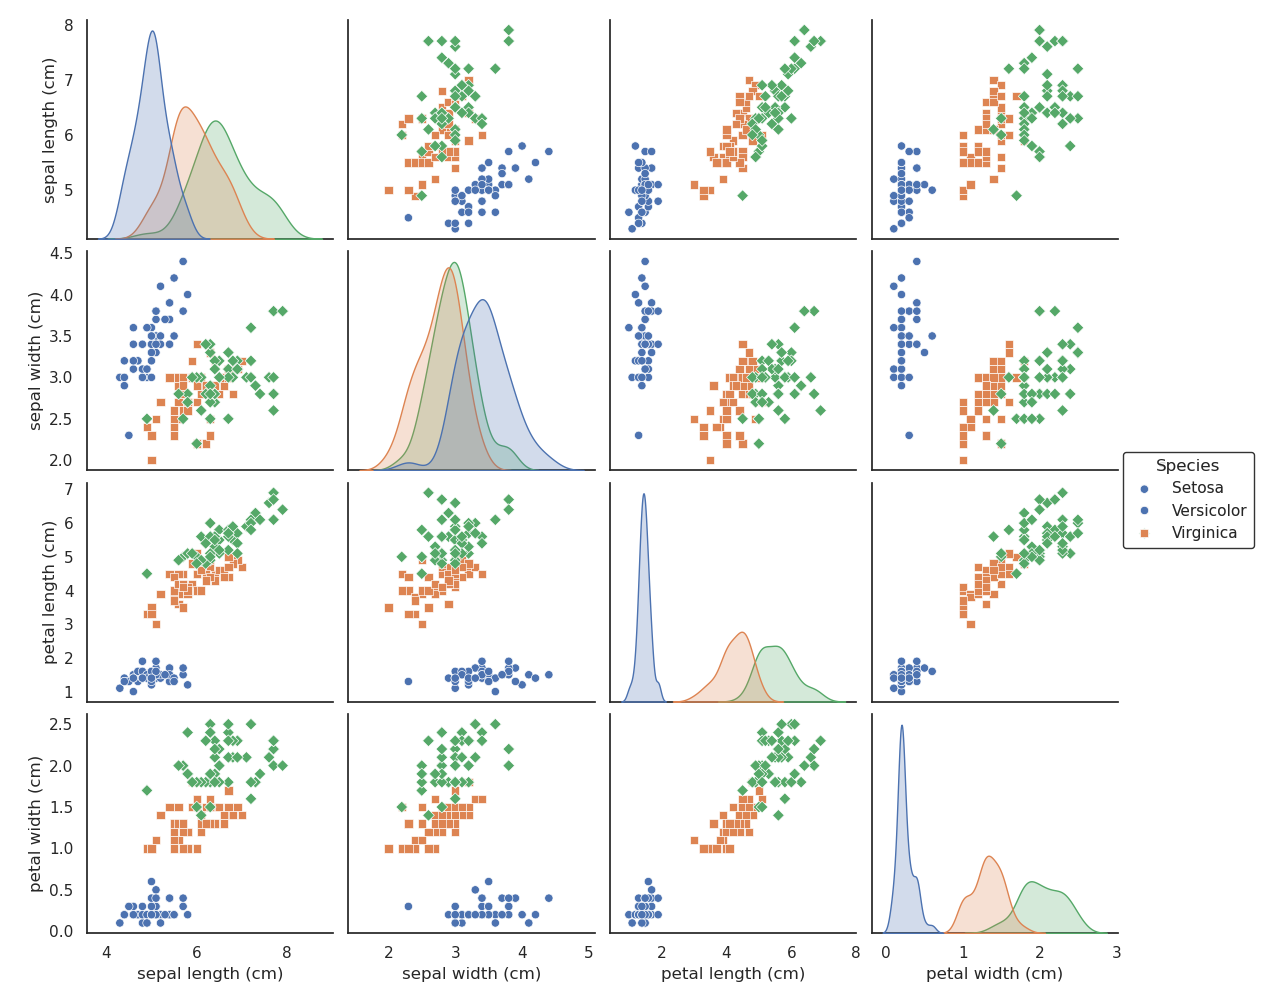 8
7
6
5
sepal length (cm)
4.5
4.0
3.5
3.0
2.5
2.0
sepal width (cm)
Species
Setosa
Versicolor
Virginica
7
6
5
4
3
2
1
petal length (cm)
2.5
2.0
1.5
1.0
0.5
0.0
petal width (cm)
4 6 8
2 3 4 5
2 4 6 8
0 1 2 3
sepal length (cm)
sepal width (cm)
petal length (cm)
petal width (cm)